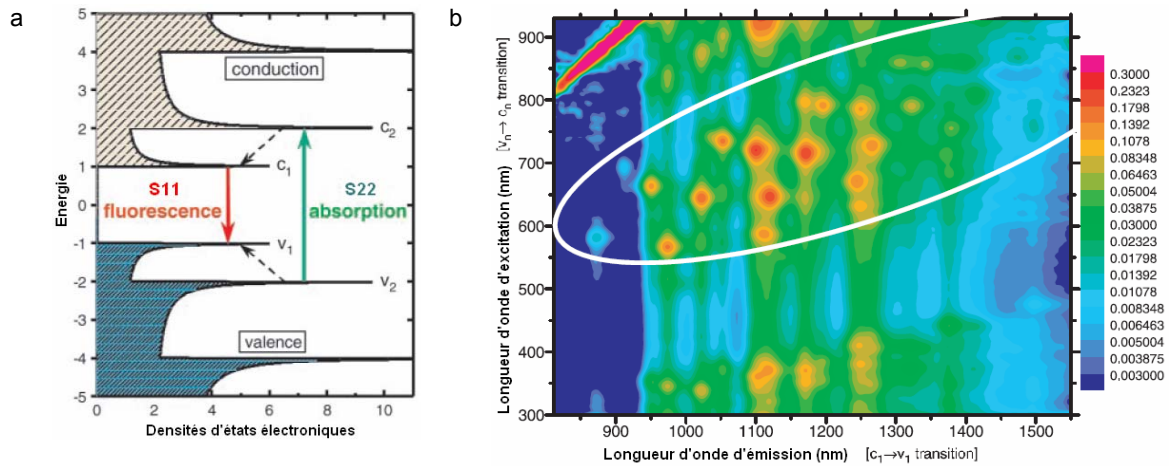 a
5
4
3
2
1
0
-1
-2
-3
-4
-5
Energie
conduction
c2
c1
S11
fluorescence
S22
absorption
v1
v2
valence
0 2 4 6 8 10
Densités d'états électroniques
b
900
800
700
600
500
400
300
Longueur d'onde d'excitation (nm)
[vn→ cn transition]
900 1000 1100 1200 1300 1400 1500
Longueur d'onde d'émission (nm) [c1→v1 transition]
0.3000
0.2323
0.1798
0.1392
0.1078
0.08348
0.06463
0.05004
0.03875
0.03000
0.02323
0.01798
0.01392
0.01078
0.008348
0.006463
0.005004
0.003875
0.003000